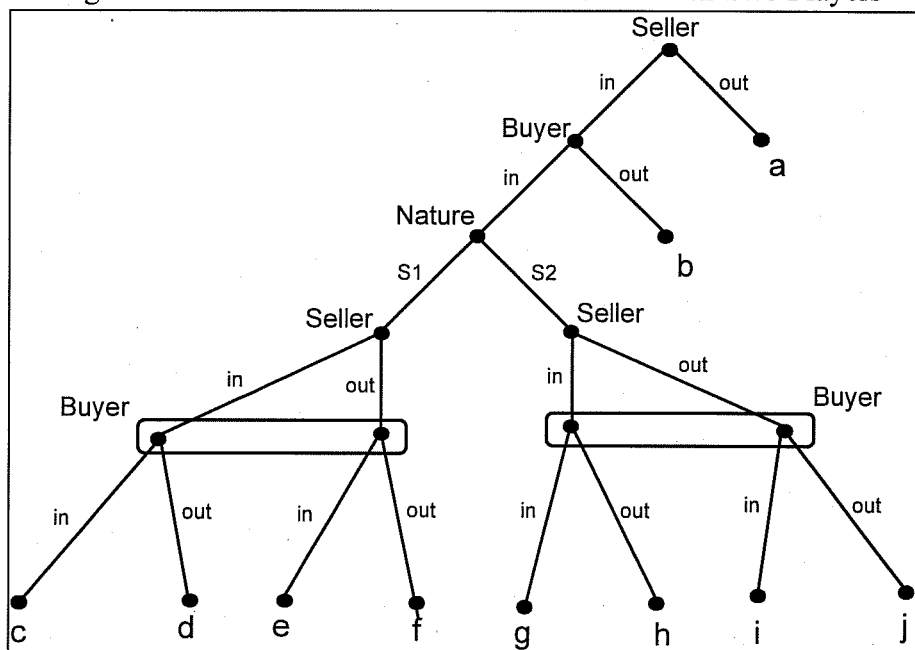 Seller
in out
Buyer
a
in out
Nature
b
S1 S2
Seller Seller
in out in out
Buyer Buyer
in out in out in out in out
c d e f g h i j